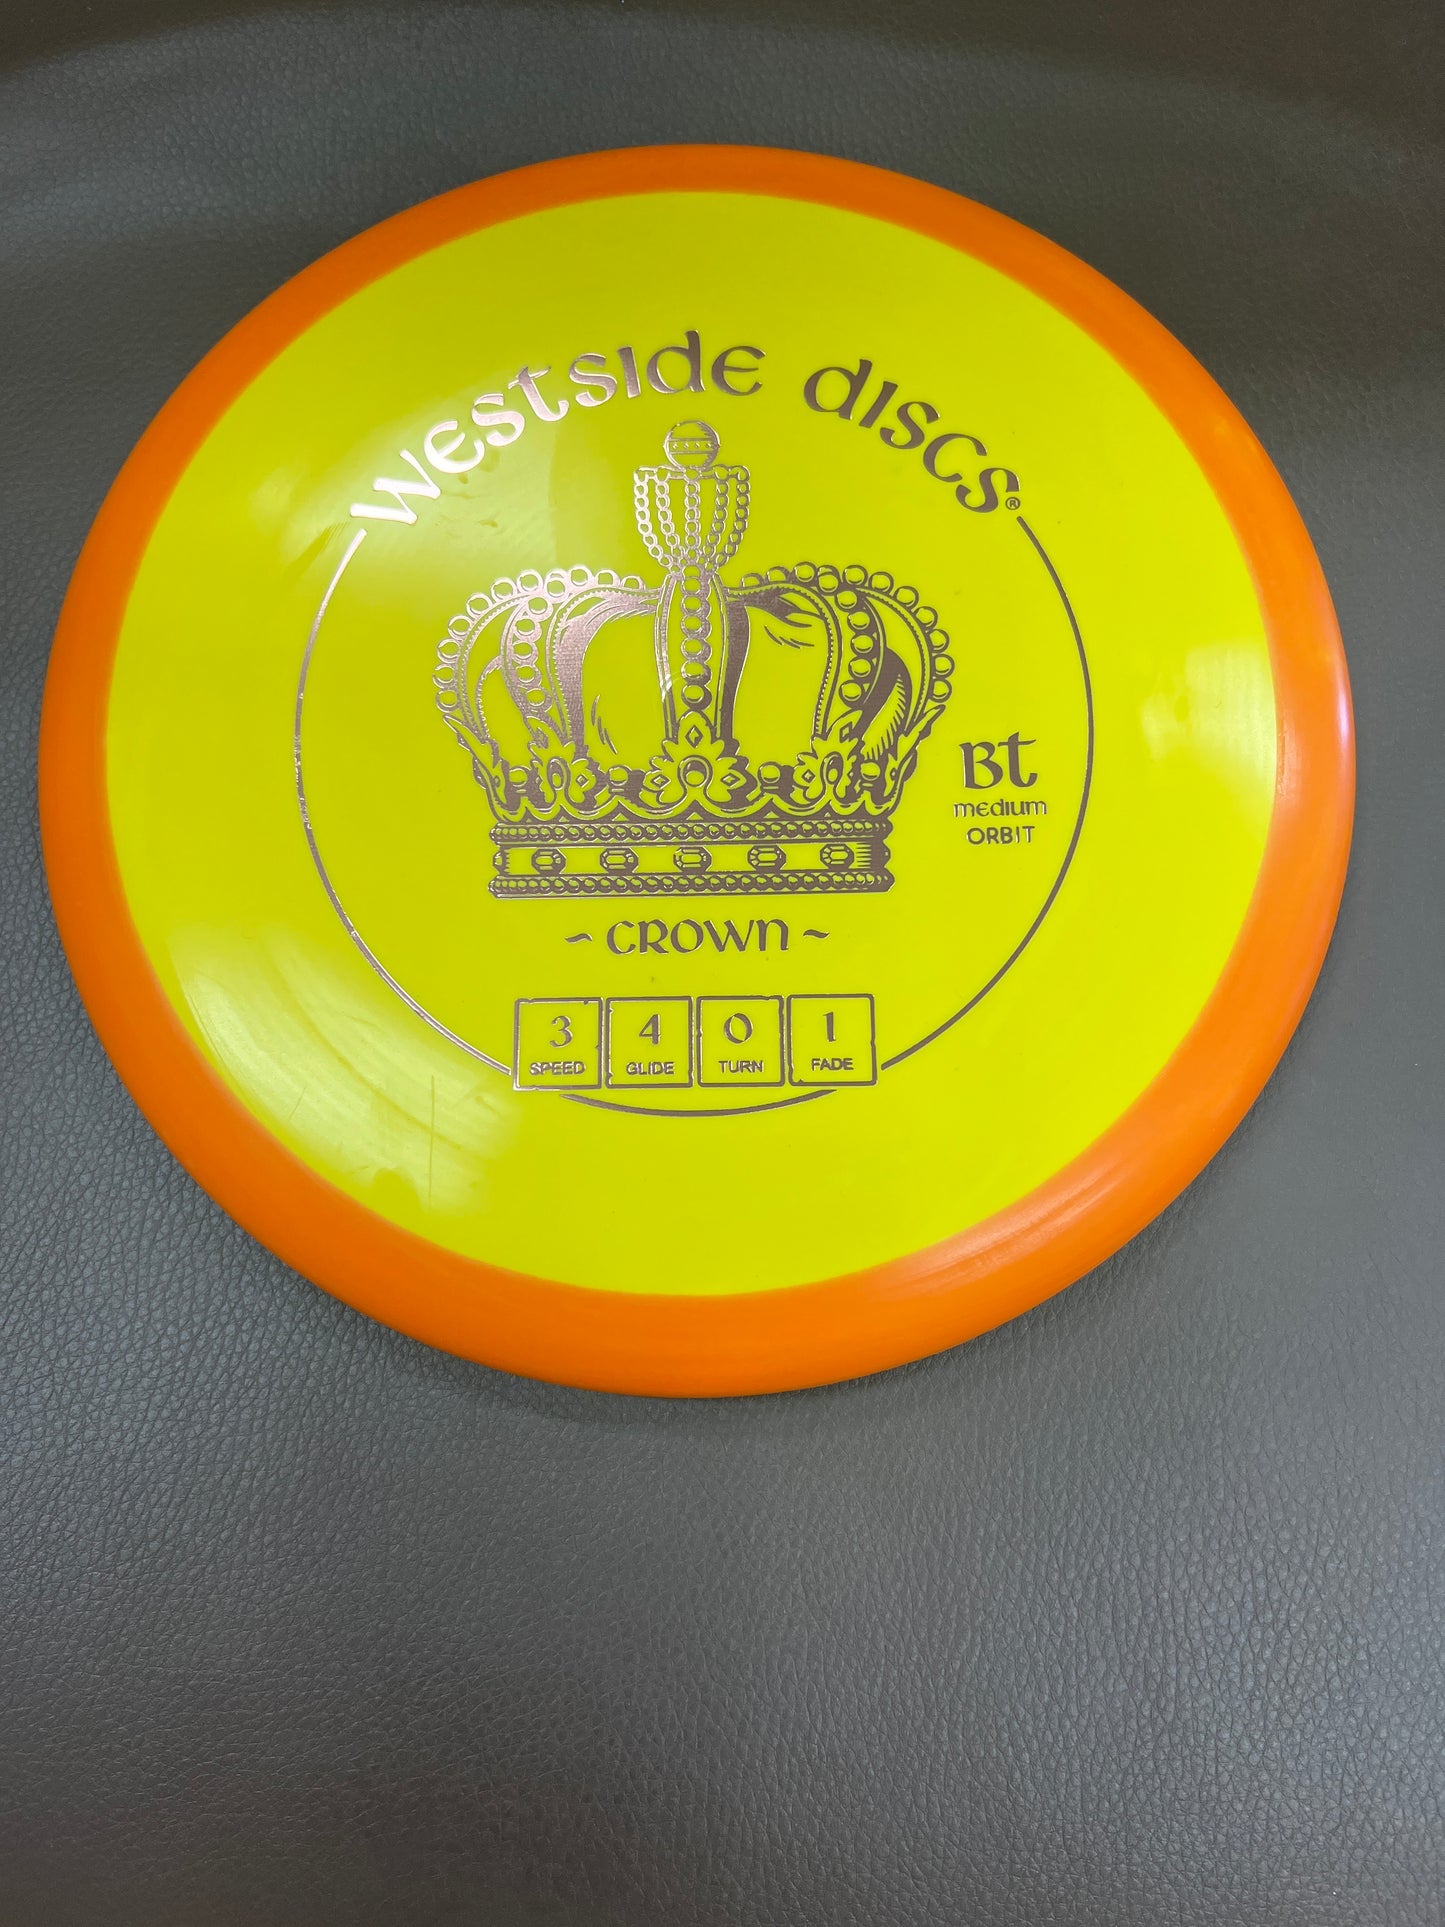 westside discs®
Bt
medium
ORBIT
~ CROWN ~
3 4 0 1
SPEED GLIDE TURN FADE